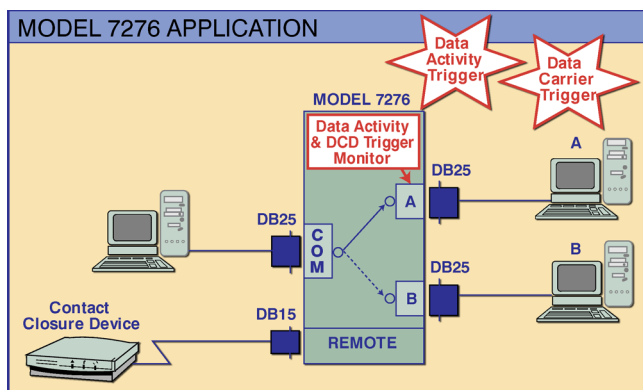 MODEL 7276 APPLICATION
Data
Activity
Trigger
Data
Carrier
Trigger
MODEL 7276
Data Activity
& DCD Trigger
Monitor
A
DB25
A
DB25
COM
B
DB25
B
Contact
Closure Device
DB15
REMOTE